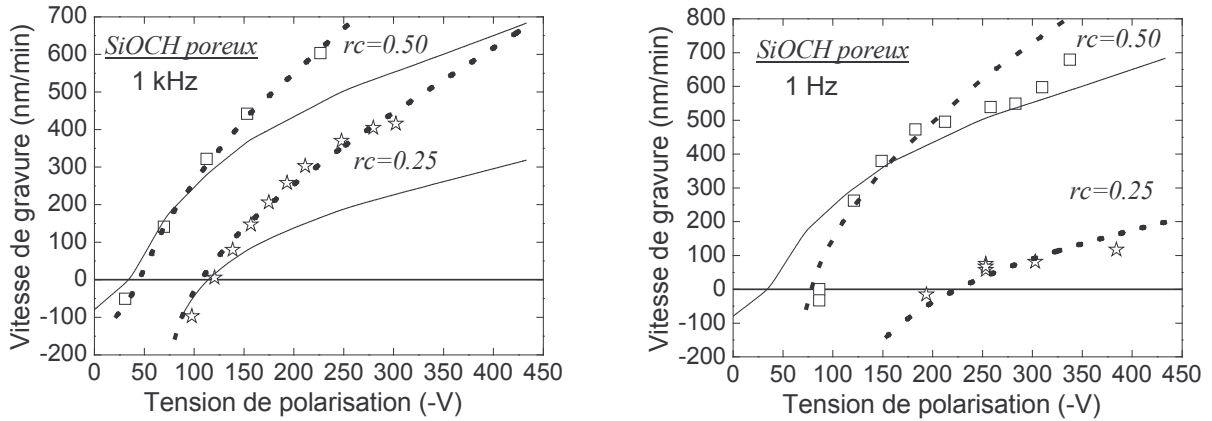 Vitesse de gravure (nm/min)
700
600
500
400
300
200
100
0
-100
-200
SiOCH poreux
1 kHz
rc=0.50
rc=0.25
0 50 100 150 200 250 300 350 400 450
Tension de polarisation (-V)
Vitesse de gravure (nm/min)
800
700
600
500
400
300
200
100
0
-100
-200
SiOCH poreux
1 Hz
rc=0.50
rc=0.25
0 50 100 150 200 250 300 350 400 450
Tension de polarisation (-V)